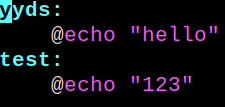 yyds:
    @echo "hello"
test:
    @echo "123"